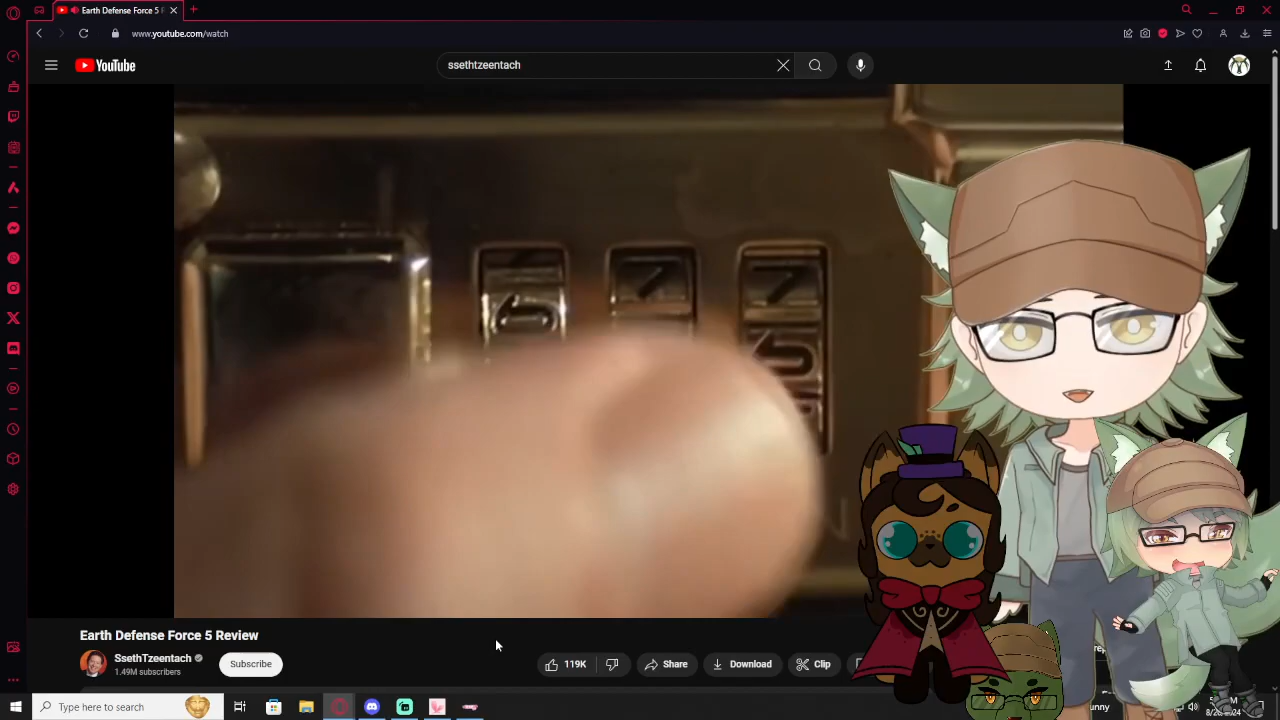 Earth Defense Force 5
www.youtube.com/watch
YouTube
ssethtzeentach
Earth Defense Force 5 Review
SsethTzeentach
1.49M subscribers
Subscribe
119K
Share
Download
Clip
Type here to search
unny